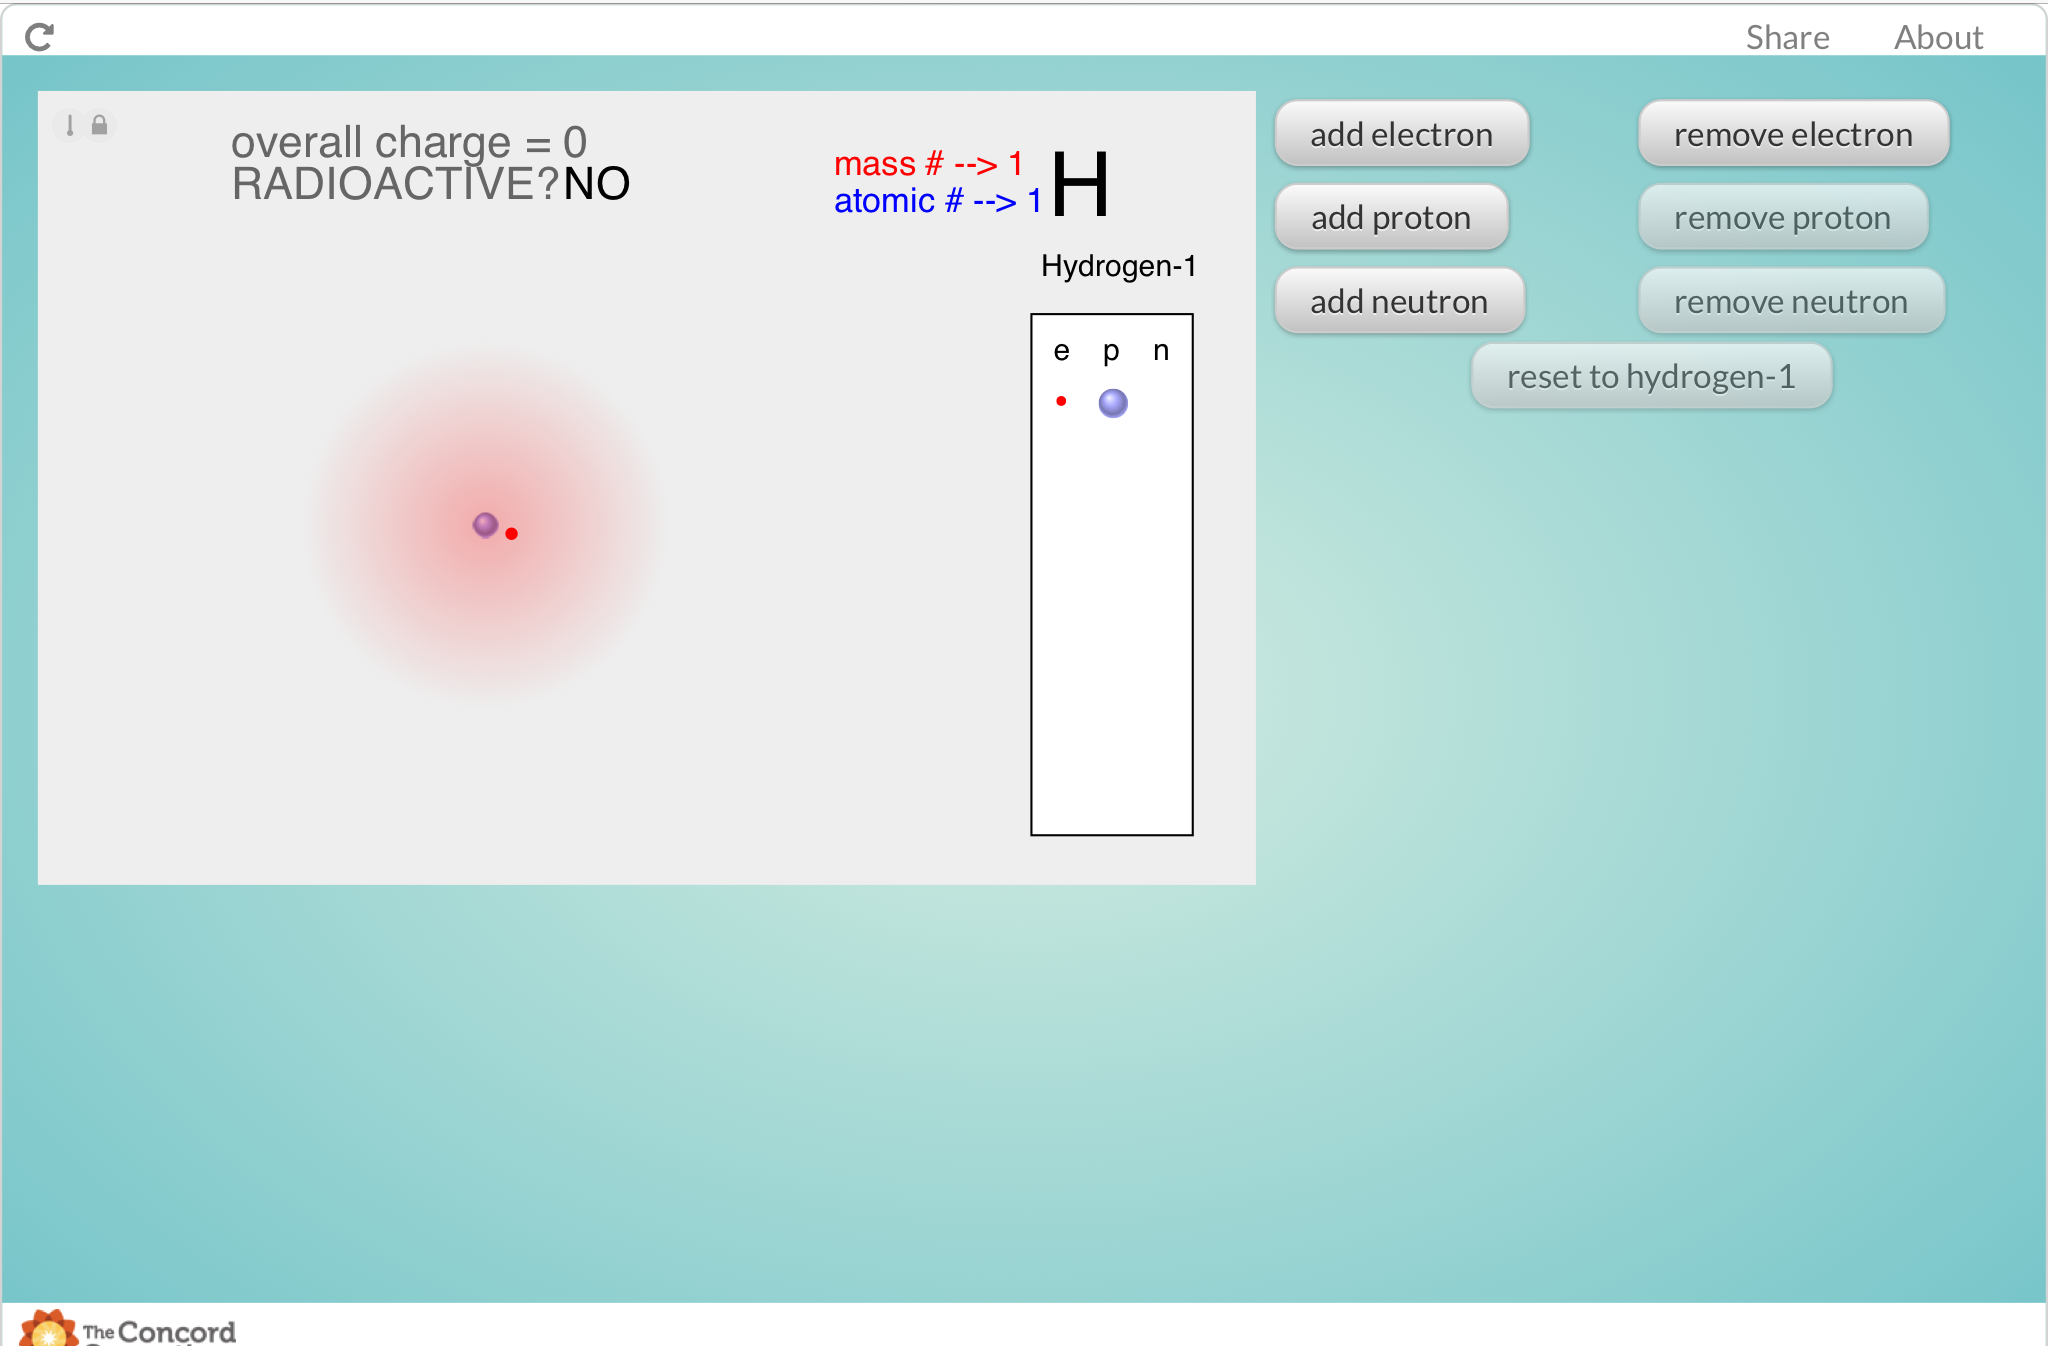 Share About
overall charge = 0
RADIOACTIVE?NO
mass # --> 1
atomic # --> 1
H
Hydrogen-1
e p n
add electron remove electron
add proton remove proton
add neutron remove neutron
reset to hydrogen-1
The Concord